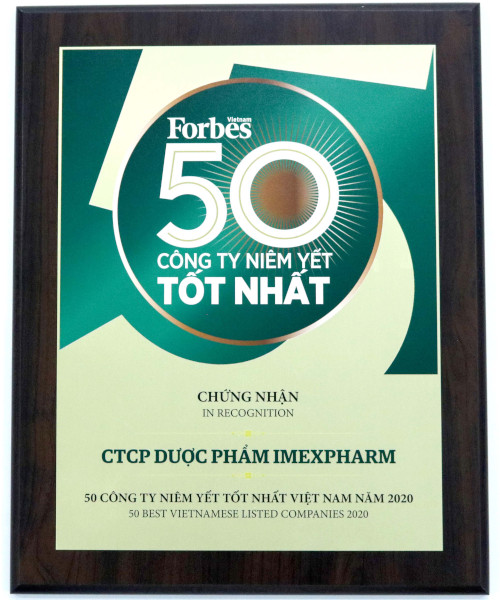 Forbes Vietnam
50
CÔNG TY NIÊM YẾT
TỐT NHẤT
CHỨNG NHẬN
IN RECOGNITION
CTCP DƯỢC PHẨM IMEXPHARM
50 CÔNG TY NIÊM YẾT TỐT NHẤT VIỆT NAM NĂM 2020
50 BEST VIETNAMESE LISTED COMPANIES 2020